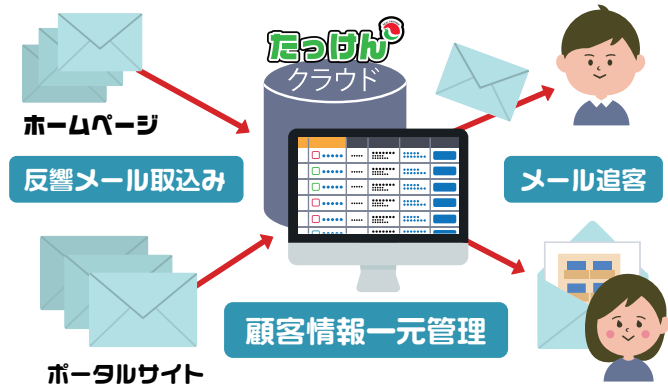 たっけん
クラウド
ホームページ
反響メール取込み
メール追客
顧客情報一元管理
ポータルサイト